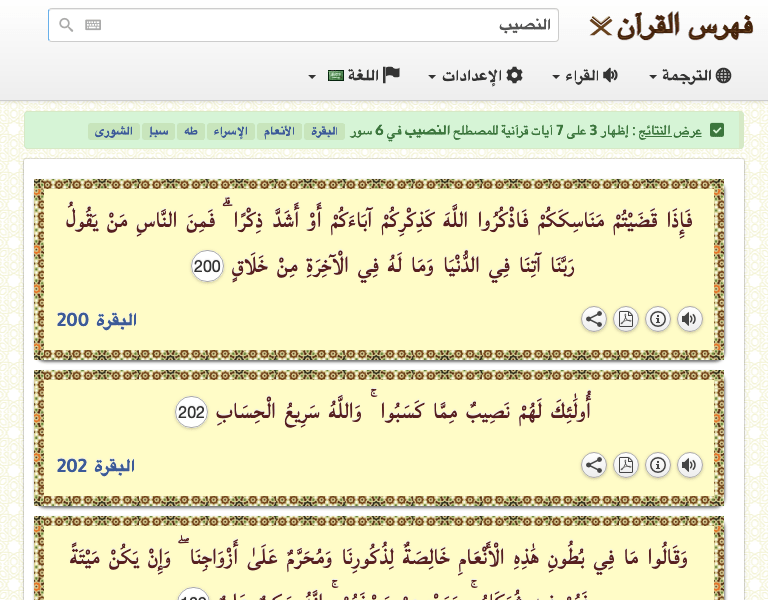 فهرس القرآن
النصيب
الترجمة القراء الإعدادات اللغة
عرض النتائج : إظهار 3 على 7 آيات قرآنية للمصطلح النصيب في 6 سور البقرة الأنعام الإسراء طه سبإ الشورى
فَإِذَا قَضَيْتُمْ مَنَاسِكَكُمْ فَاذْكُرُوا اللَّهَ كَذِكْرِكُمْ آبَاءَكُمْ أَوْ أَشَدَّ ذِكْرًا ۗ فَمِنَ النَّاسِ مَنْ يَقُولُ
رَبَّنَا آتِنَا فِي الدُّنْيَا وَمَا لَهُ فِي الْآخِرَةِ مِنْ خَلَاقٍ 200
البقرة 200
أُولَٰئِكَ لَهُمْ نَصِيبٌ مِمَّا كَسَبُوا ۚ وَاللَّهُ سَرِيعُ الْحِسَابِ 202
البقرة 202
وَقَالُوا مَا فِي بُطُونِ هَٰذِهِ الْأَنْعَامِ خَالِصَةٌ لِذُكُورِنَا وَمُحَرَّمٌ عَلَىٰ أَزْوَاجِنَا ۖ وَإِنْ يَكُنْ مَيْتَةً